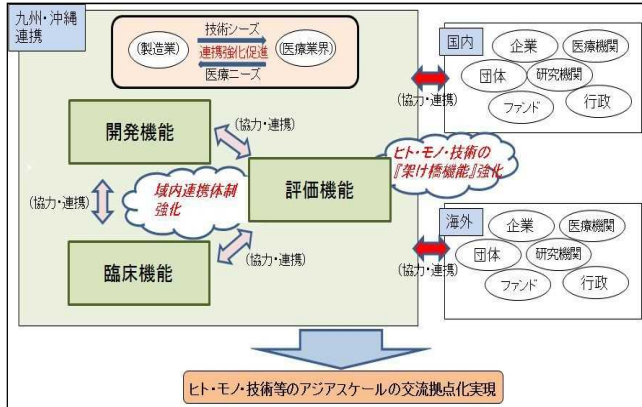 九州・沖縄
連携
技術シーズ
(製造業)
連携強化促進
(医療業界)
医療ニーズ
開発機能
(協力・連携)
(協力・連携)
域内連携体制
強化
評価機能
ヒト・モノ・技術の
『架け橋機能』強化
臨床機能
(協力・連携)
国内
企業
医療機関
団体
研究機関
ファンド
行政
(協力・連携)
海外
企業
医療機関
団体
研究機関
ファンド
行政
(協力・連携)
ヒト・モノ・技術等のアジアスケールの交流拠点化実現